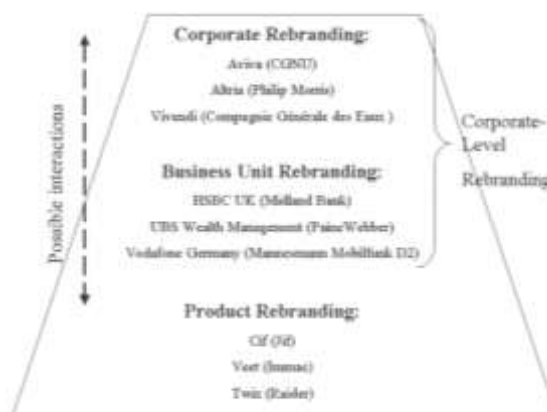 Corporate Rebranding:
Aviva (CGNU)
Altria (Philip Morris)
Vivendi (Compagnie Générale des Eaux )
Business Unit Rebranding:
HSBC UK (Midland Bank)
UBS Wealth Management (PaineWebber)
Vodafone Germany (Mannesmann Mobilfunk D2)
Product Rebranding:
Cif (Jif)
Veet (Immac)
Twix (Raider)
Possible interactions
Corporate-
Level
Rebranding